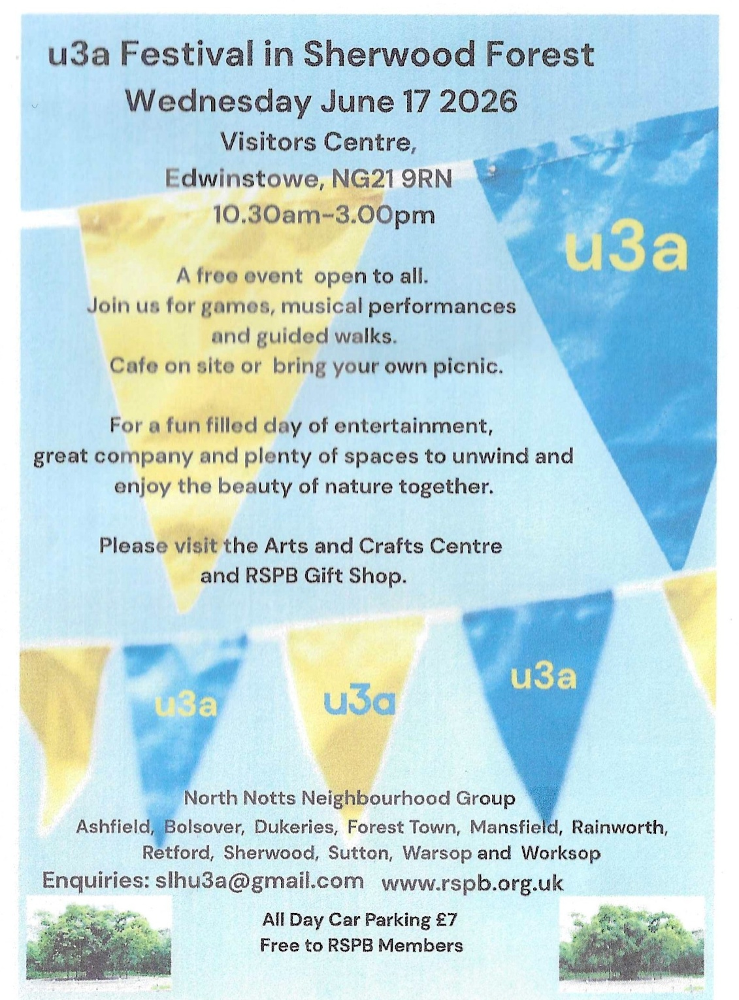 u3a Festival in Sherwood Forest
Wednesday June 17 2026
Visitors Centre,
Edwinstowe, NG21 9RN
10.30am-3.00pm
u3a
A free event open to all.
Join us for games, musical performances
and guided walks.
Cafe on site or bring your own picnic.
For a fun filled day of entertainment,
great company and plenty of spaces to unwind and
enjoy the beauty of nature together.
Please visit the Arts and Crafts Centre
and RSPB Gift Shop.
u3a u3a u3a
North Notts Neighbourhood Group
Ashfield, Bolsover, Dukeries, Forest Town, Mansfield, Rainworth,
Retford, Sherwood, Sutton, Warsop and Worksop
Enquiries: slhu3a@gmail.com www.rspb.org.uk
All Day Car Parking £7
Free to RSPB Members